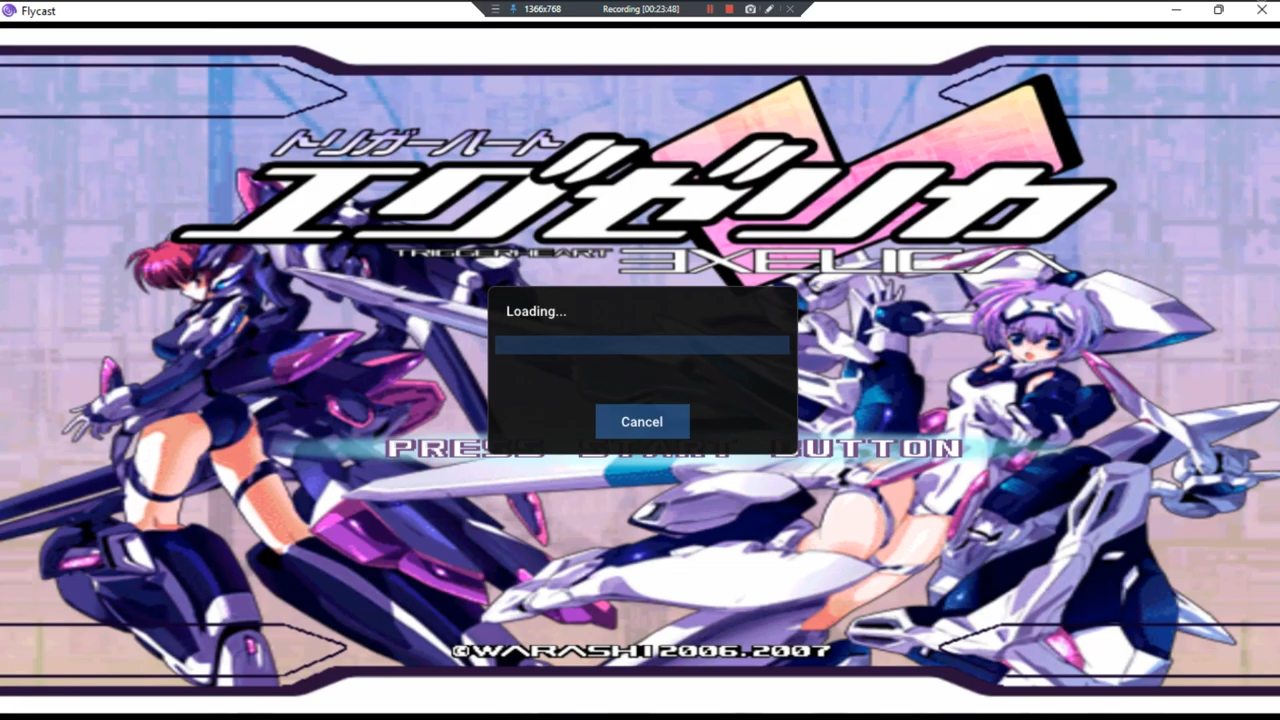 Flycast
1366x768
Recording [00:23:48]
トリガーハート
エグゼリカ
TRIGGERHEART EXELICA
Loading...
Cancel
PRESS START BUTTON
©WARASHI 2006.2007